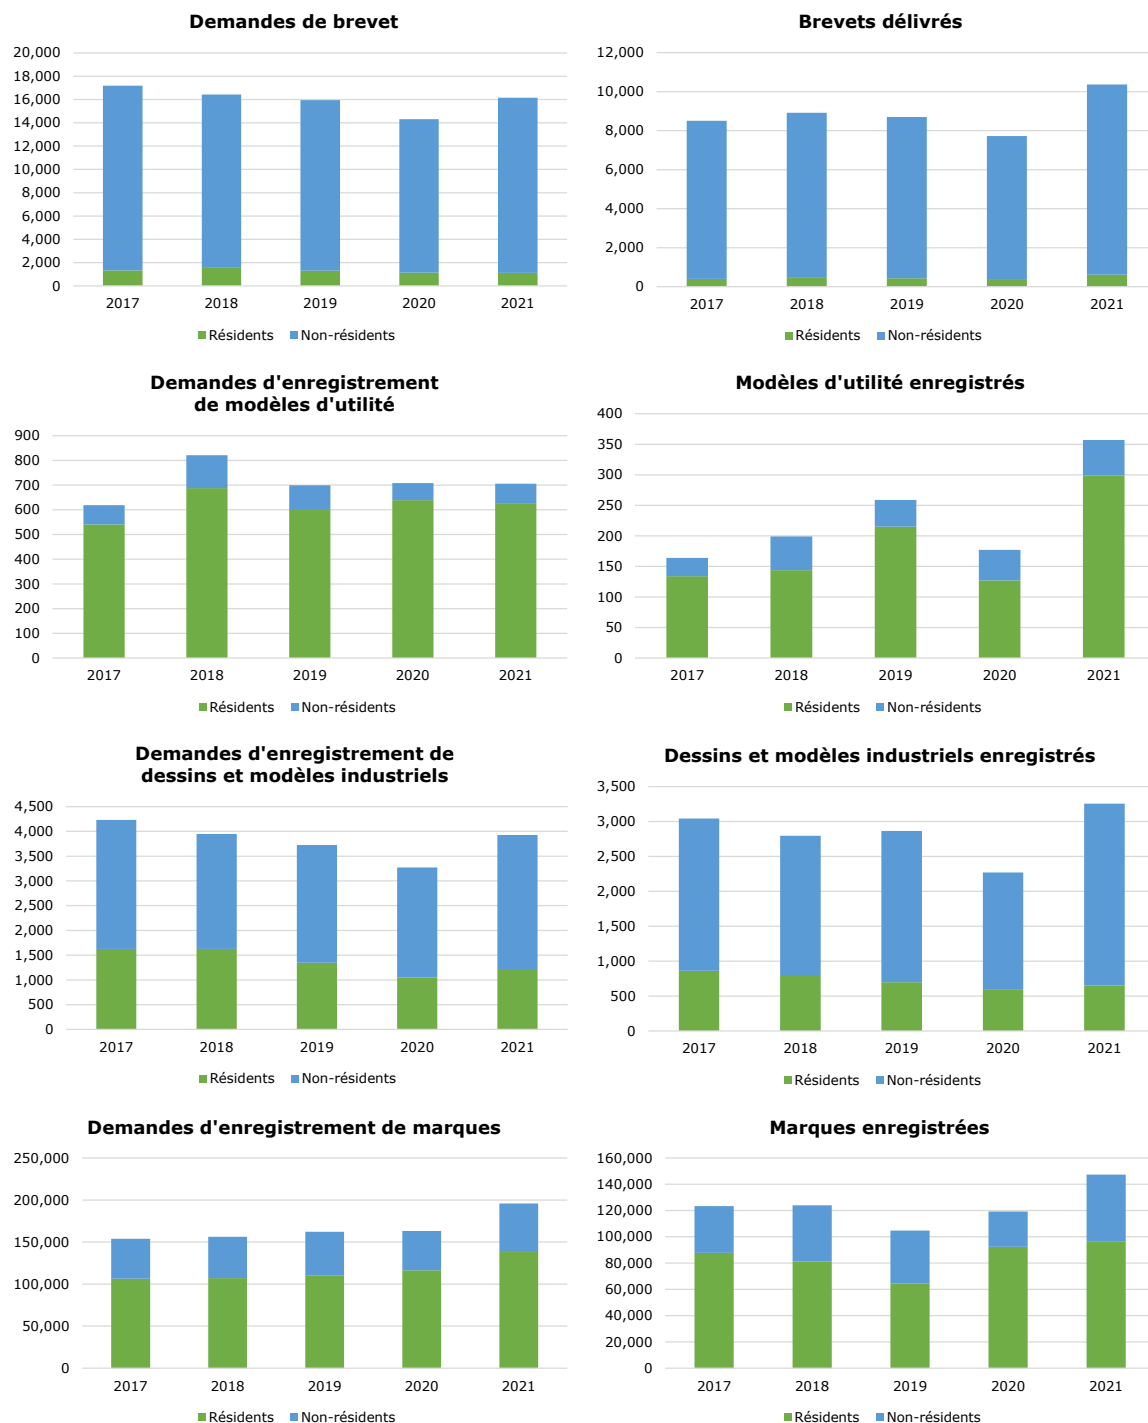 Demandes de brevet
20,000
18,000
16,000
14,000
12,000
10,000
8,000
6,000
4,000
2,000
0
2017 2018 2019 2020 2021
Résidents Non-résidents
Brevets délivrés
12,000
10,000
8,000
6,000
4,000
2,000
0
2017 2018 2019 2020 2021
Résidents Non-résidents
Demandes d'enregistrement
de modèles d'utilité
900
800
700
600
500
400
300
200
100
0
2017 2018 2019 2020 2021
Résidents Non-résidents
Modèles d'utilité enregistrés
400
350
300
250
200
150
100
50
0
2017 2018 2019 2020 2021
Résidents Non-résidents
Demandes d'enregistrement de
dessins et modèles industriels
4,500
4,000
3,500
3,000
2,500
2,000
1,500
1,000
500
0
2017 2018 2019 2020 2021
Résidents Non-résidents
Dessins et modèles industriels enregistrés
3,500
3,000
2,500
2,000
1,500
1,000
500
0
2017 2018 2019 2020 2021
Résidents Non-résidents
Demandes d'enregistrement de marques
250,000
200,000
150,000
100,000
50,000
0
2017 2018 2019 2020 2021
Résidents Non-résidents
Marques enregistrées
160,000
140,000
120,000
100,000
80,000
60,000
40,000
20,000
0
2017 2018 2019 2020 2021
Résidents Non-résidents